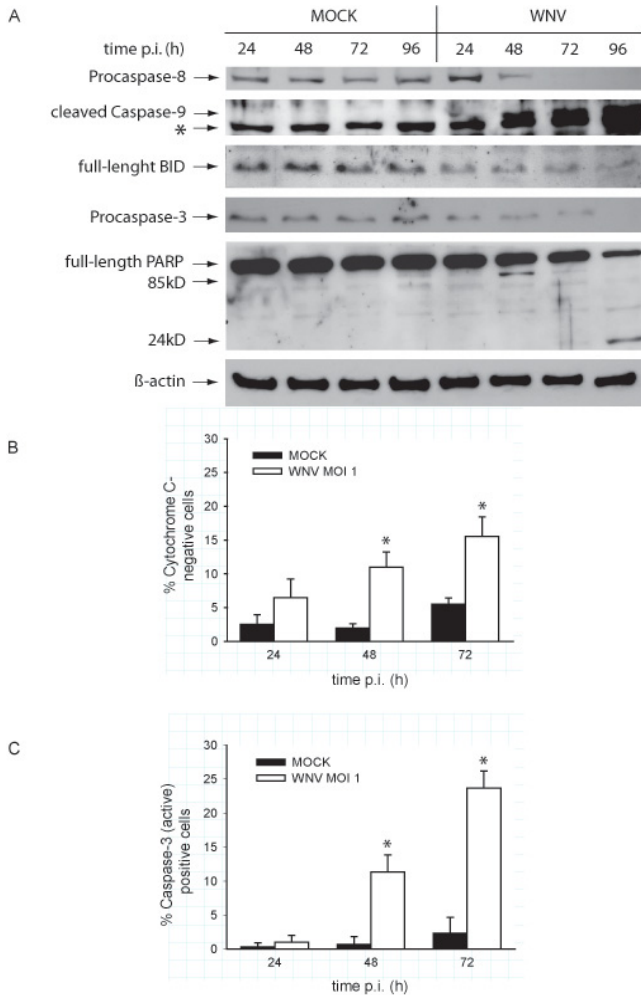 A
MOCK WNV
time p.i. (h) 24 48 72 96 24 48 72 96
Procaspase-8
cleaved Caspase-9
*
full-lenght BID
Procaspase-3
full-length PARP
85kD
24kD
ß-actin
B
% Cytochrome C-
negative cells
30
25
20
15
10
5
0
MOCK
WNV MOI 1
*
*
24 48 72
time p.i. (h)
C
% Caspase-3 (active)
positive cells
30
25
20
15
10
5
0
MOCK
WNV MOI 1
*
*
24 48 72
time p.i. (h)